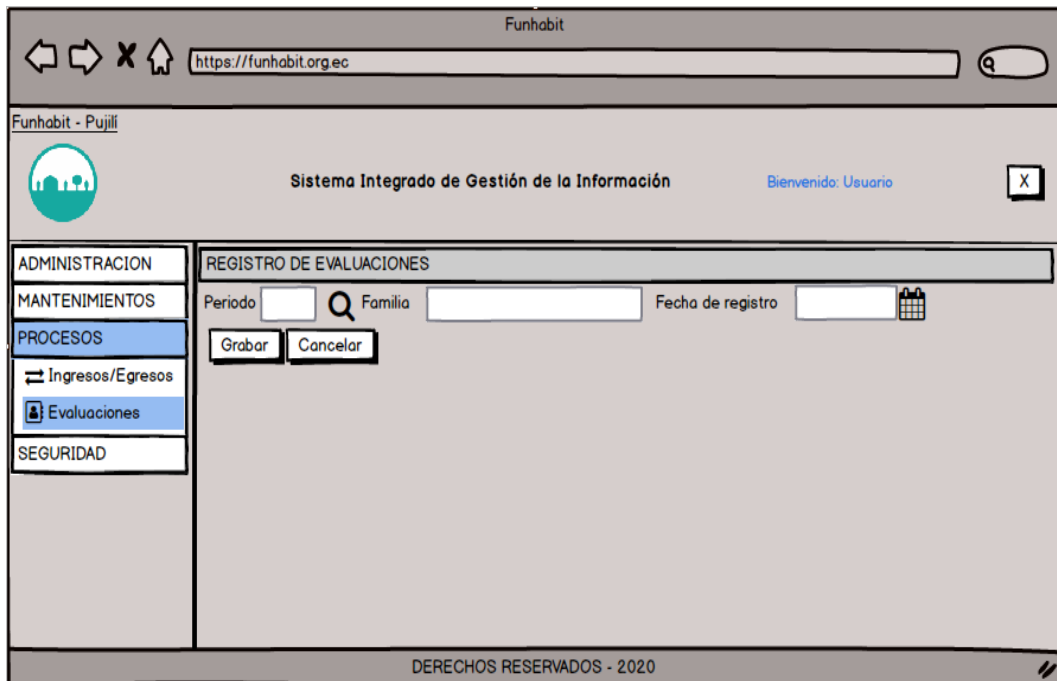 Funhabit
https://funhabit.org.ec
Funhabit - Pujilí
Sistema Integrado de Gestión de la Información
Bienvenido: Usuario
X
ADMINISTRACION
MANTENIMIENTOS
PROCESOS
Ingresos/Egresos
Evaluaciones
SEGURIDAD
REGISTRO DE EVALUACIONES
Periodo Familia Fecha de registro
Grabar Cancelar
DERECHOS RESERVADOS - 2020